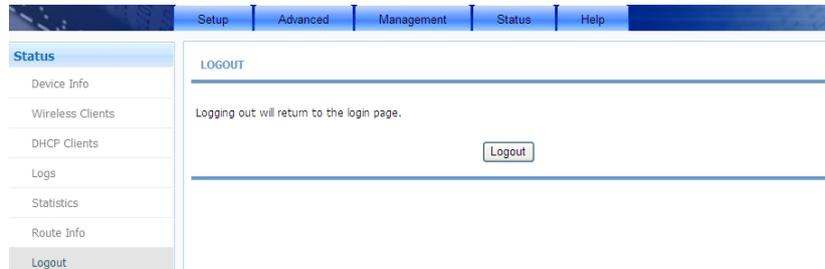 Setup Advanced Management Status Help
Status
Device Info
Wireless Clients
DHCP Clients
Logs
Statistics
Route Info
Logout
LOGOUT
Logging out will return to the login page.
Logout